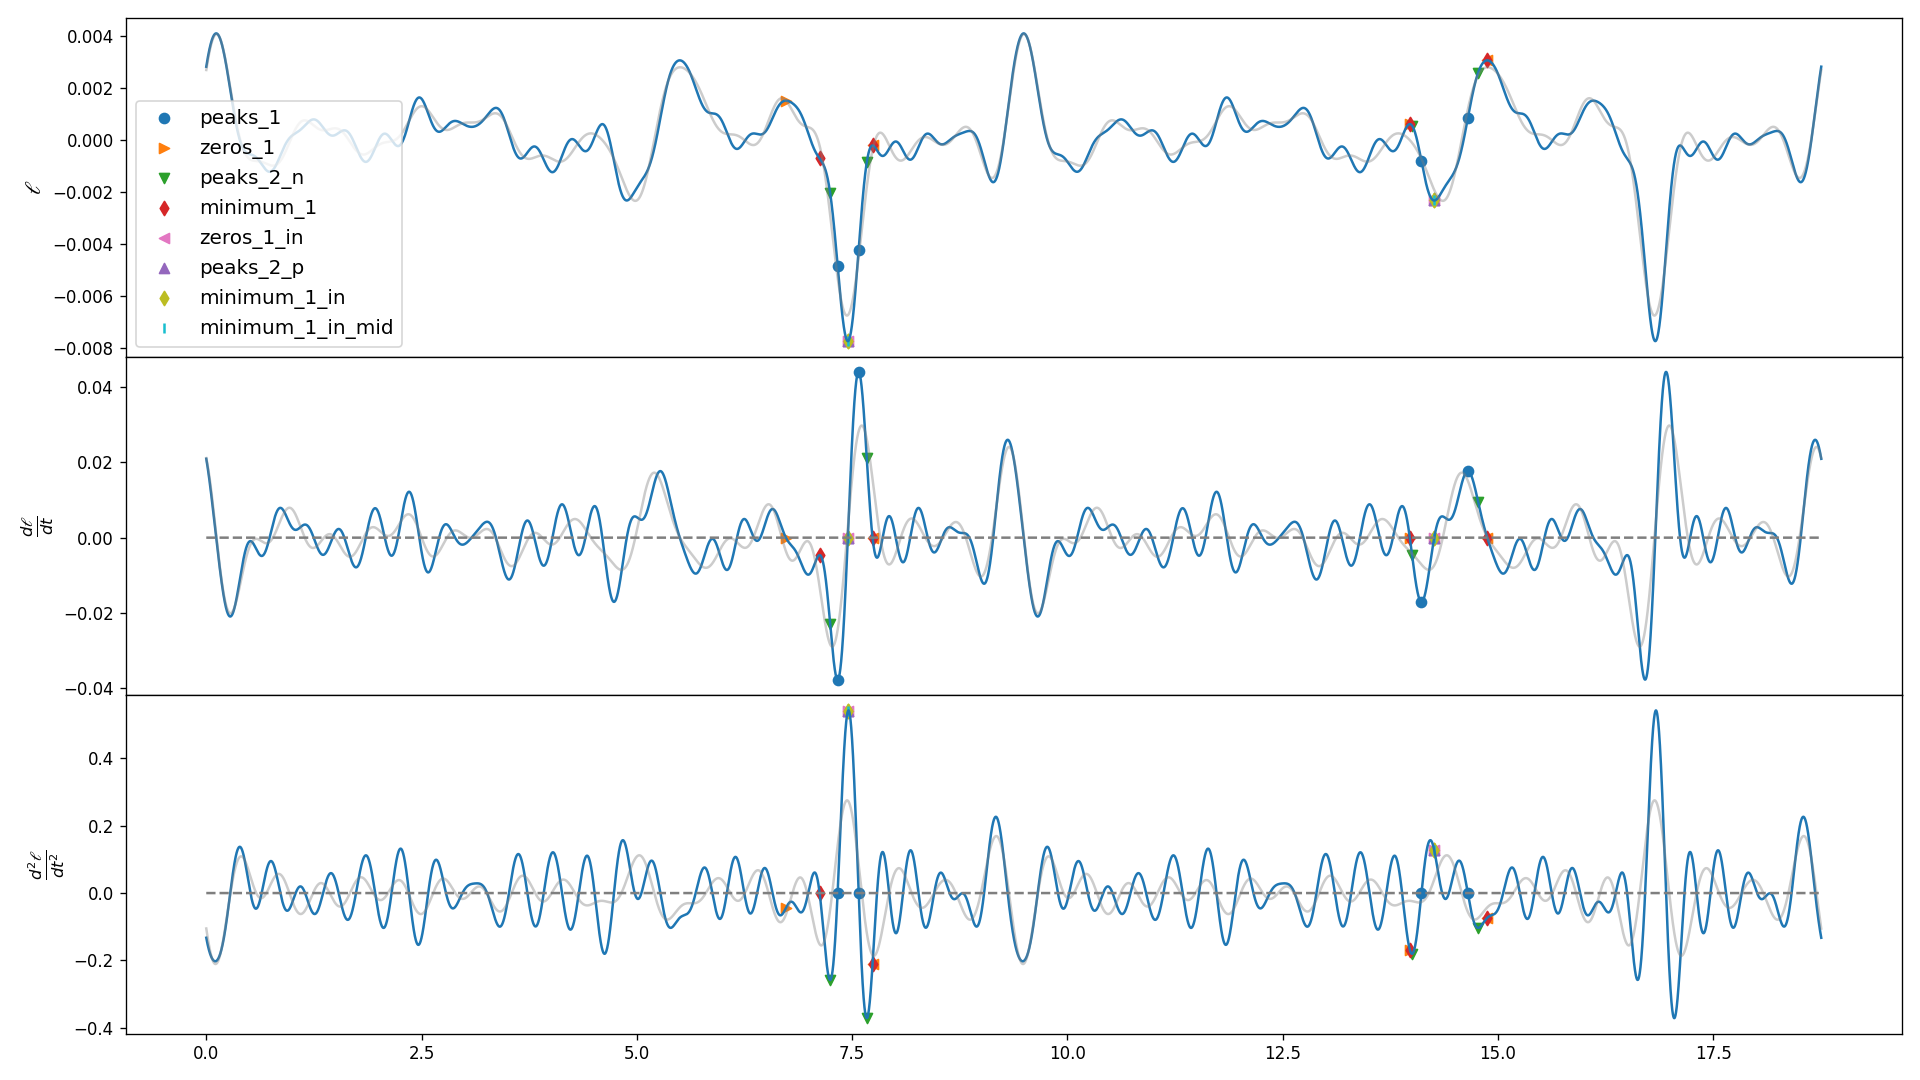 0.004
0.002
0.000
−0.002
−0.004
−0.006
−0.008
ℓ
peaks_1
zeros_1
peaks_2_n
minimum_1
zeros_1_in
peaks_2_p
minimum_1_in
minimum_1_in_mid
0.04
0.02
0.00
−0.02
−0.04
dℓ
dt
0.4
0.2
0.0
−0.2
−0.4
d²ℓ
dt²
0.0 2.5 5.0 7.5 10.0 12.5 15.0 17.5